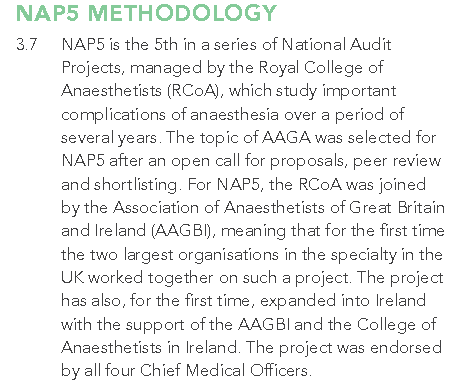 NAP5 METHODOLOGY
3.7 NAP5 is the 5th in a series of National Audit
Projects, managed by the Royal College of
Anaesthetists (RCoA), which study important
complications of anaesthesia over a period of
several years. The topic of AAGA was selected for
NAP5 after an open call for proposals, peer review
and shortlisting. For NAP5, the RCoA was joined
by the Association of Anaesthetists of Great Britain
and Ireland (AAGBI), meaning that for the first time
the two largest organisations in the specialty in the
UK worked together on such a project. The project
has also, for the first time, expanded into Ireland
with the support of the AAGBI and the College of
Anaesthetists in Ireland. The project was endorsed
by all four Chief Medical Officers.